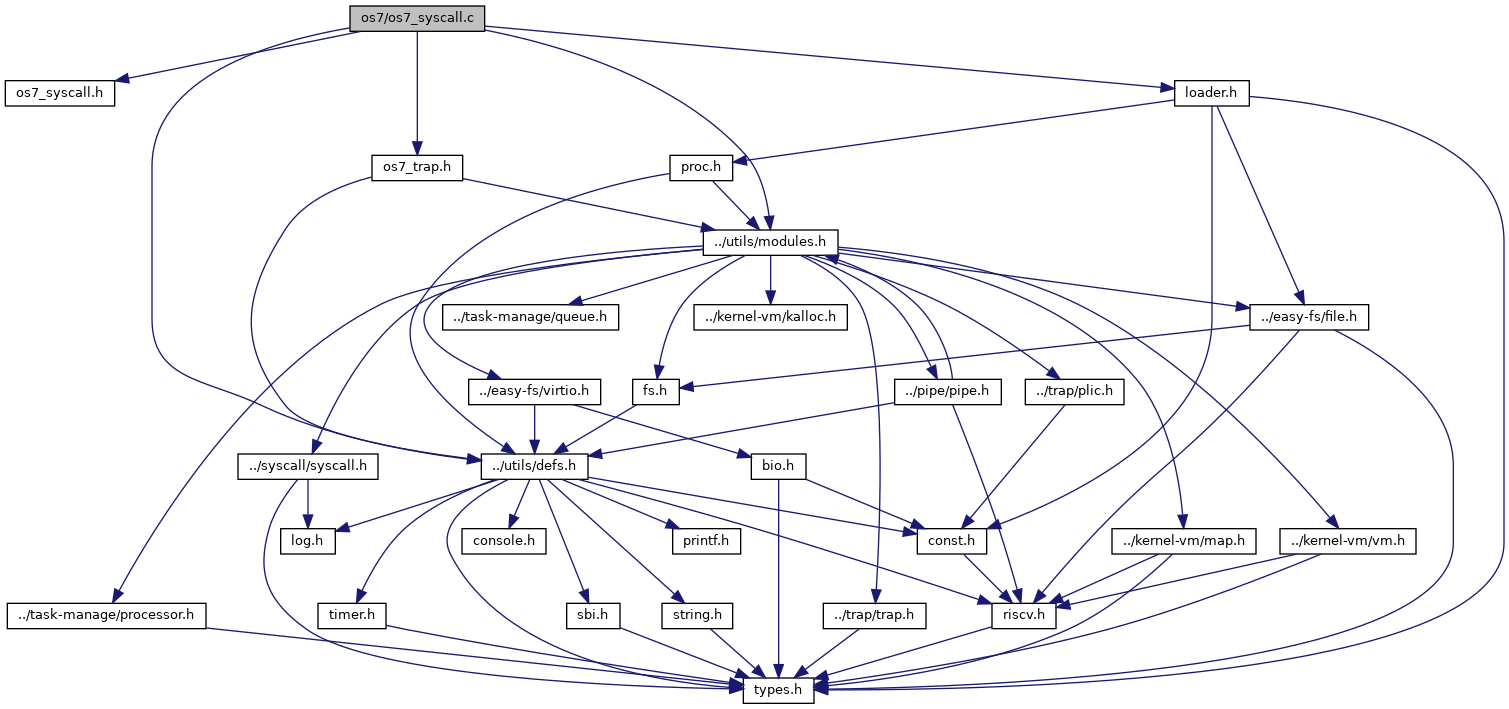 os7/os7_syscall.c
os7_syscall.h
loader.h
os7_trap.h
proc.h
../utils/modules.h
../task-manage/queue.h
../kernel-vm/kalloc.h
../easy-fs/file.h
../easy-fs/virtio.h
fs.h
../pipe/pipe.h
../trap/plic.h
../syscall/syscall.h
../utils/defs.h
bio.h
log.h
console.h
printf.h
const.h
../kernel-vm/map.h
../kernel-vm/vm.h
../task-manage/processor.h
timer.h
sbi.h
string.h
../trap/trap.h
riscv.h
types.h